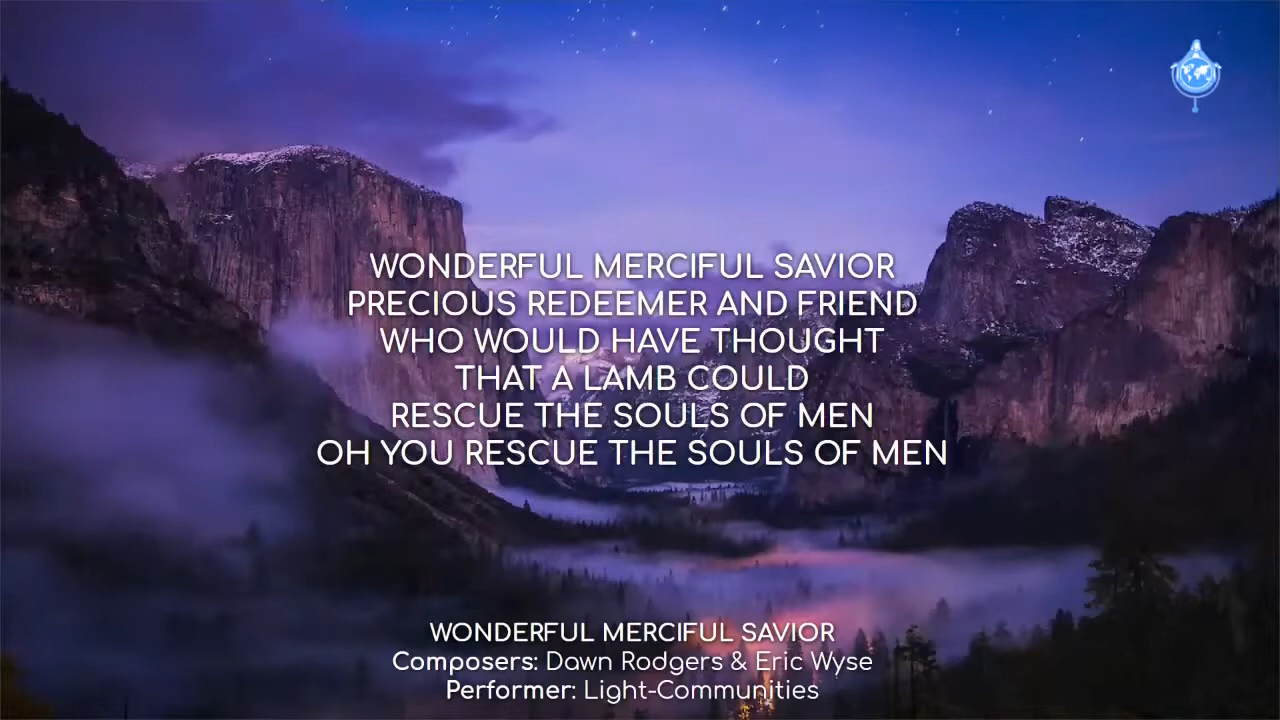 WONDERFUL MERCIFUL SAVIOR
PRECIOUS REDEEMER AND FRIEND
WHO WOULD HAVE THOUGHT
THAT A LAMB COULD
RESCUE THE SOULS OF MEN
OH YOU RESCUE THE SOULS OF MEN
WONDERFUL MERCIFUL SAVIOR
Composers: Dawn Rodgers & Eric Wyse
Performer: Light-Communities